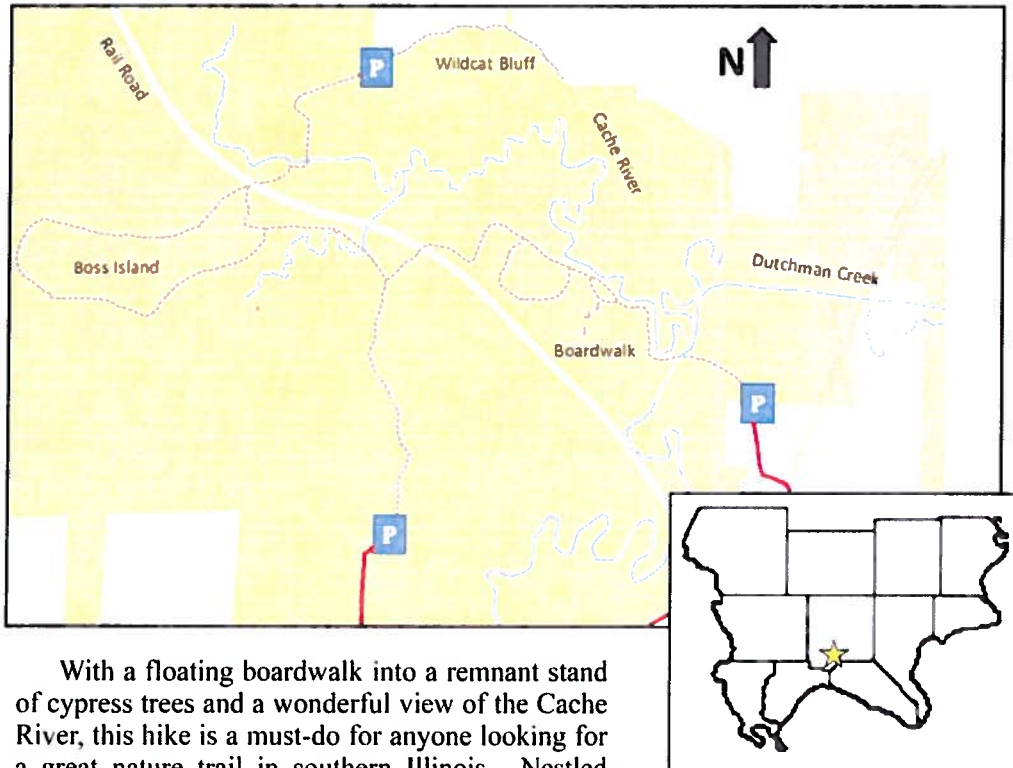 Rail Road
P
Wildcat Bluff
N
Cache River
Boss Island
Dutchman Creek
Boardwalk
P
P
With a floating boardwalk into a remnant stand
of cypress trees and a wonderful view of the Cache
River, this hike is a must-do for anyone looking for
a great nature trail in southern Illinois. Nestled